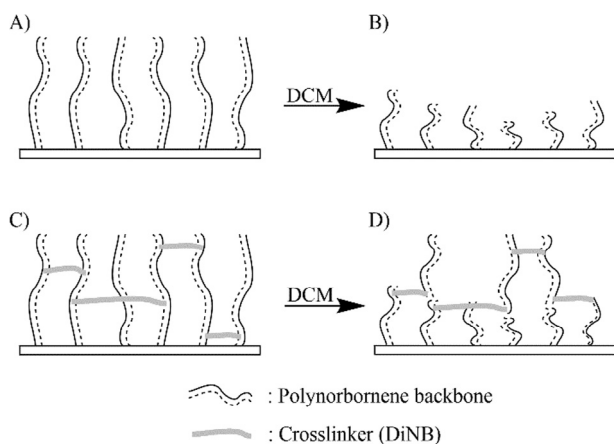 A)
B)
DCM
C)
D)
DCM
: Polynorbornene backbone
: Crosslinker (DiNB)